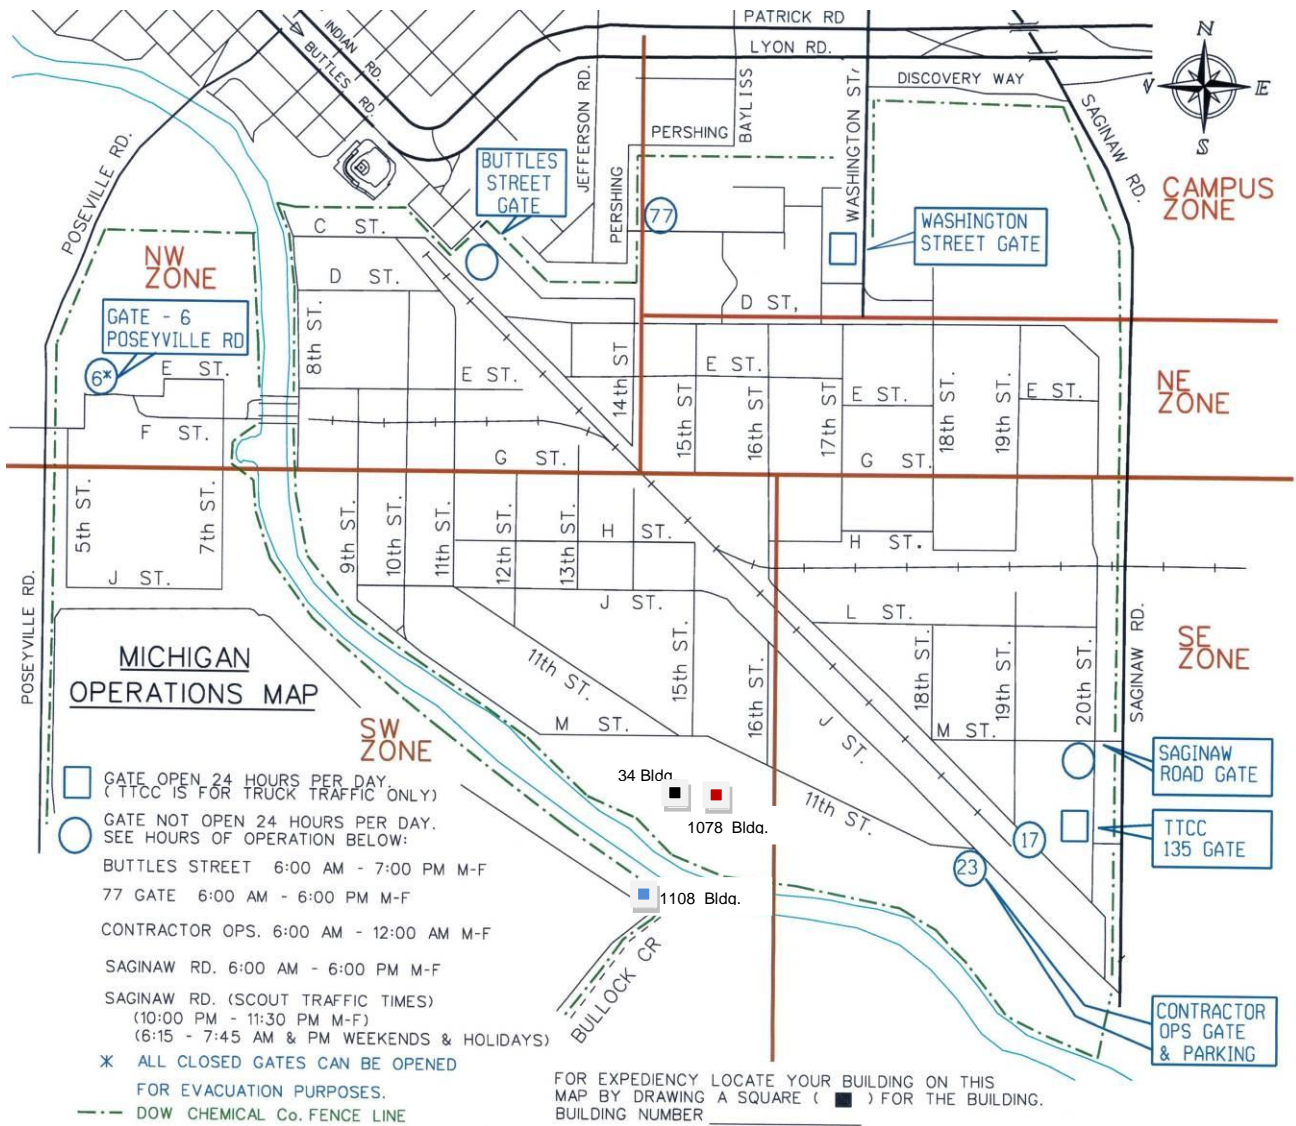 PATRICK RD
LYON RD.
INDIAN RD.
BUTTLES RD.
JEFFERSON RD.
BAYLISS
PERSHING
PERSHING
WASHINGTON ST
DISCOVERY WAY
SAGINAW RD.
N
E
S
CAMPUS
ZONE
BUTTLES
STREET
GATE
77
WASHINGTON
STREET GATE
POSEVILLE RD.
NW
ZONE
C ST.
D ST.
D ST,
GATE - 6
POSEYVILLE RD
6*
E ST.
F ST.
8th ST.
E ST.
14th ST
E ST.
15th ST
16th ST
17th ST
E ST.
18th ST.
19th ST.
E ST.
NE
ZONE
G ST.
G ST.
5th ST.
7th ST.
9th ST.
10th ST.
11th ST.
12th ST.
13th ST.
H ST.
H ST.
J ST.
J ST.
L ST.
POSEYVILLE RD.
MICHIGAN
OPERATIONS MAP
11th ST.
15th ST.
16th ST.
18th ST.
19th ST.
20th ST.
SAGINAW RD.
SE
ZONE
SW
ZONE
M ST.
J ST.
M ST.
SAGINAW
ROAD GATE
34 Bldg.
1078 Bldg.
11th ST.
17
23
TTCC
135 GATE
GATE OPEN 24 HOURS PER DAY.
( TTCC IS FOR TRUCK TRAFFIC ONLY)
GATE NOT OPEN 24 HOURS PER DAY.
SEE HOURS OF OPERATION BELOW:
BUTTLES STREET 6:00 AM - 7:00 PM M-F
77 GATE 6:00 AM - 6:00 PM M-F
1108 Bldg.
CONTRACTOR OPS. 6:00 AM - 12:00 AM M-F
SAGINAW RD. 6:00 AM - 6:00 PM M-F
SAGINAW RD. (SCOUT TRAFFIC TIMES)
(10:00 PM - 11:30 PM M-F)
(6:15 - 7:45 AM & PM WEEKENDS & HOLIDAYS)
BULLOCK CR
CONTRACTOR
OPS GATE
& PARKING
* ALL CLOSED GATES CAN BE OPENED
FOR EVACUATION PURPOSES.
DOW CHEMICAL Co. FENCE LINE
FOR EXPEDIENCY LOCATE YOUR BUILDING ON THIS
MAP BY DRAWING A SQUARE ( ■ ) FOR THE BUILDING.
BUILDING NUMBER